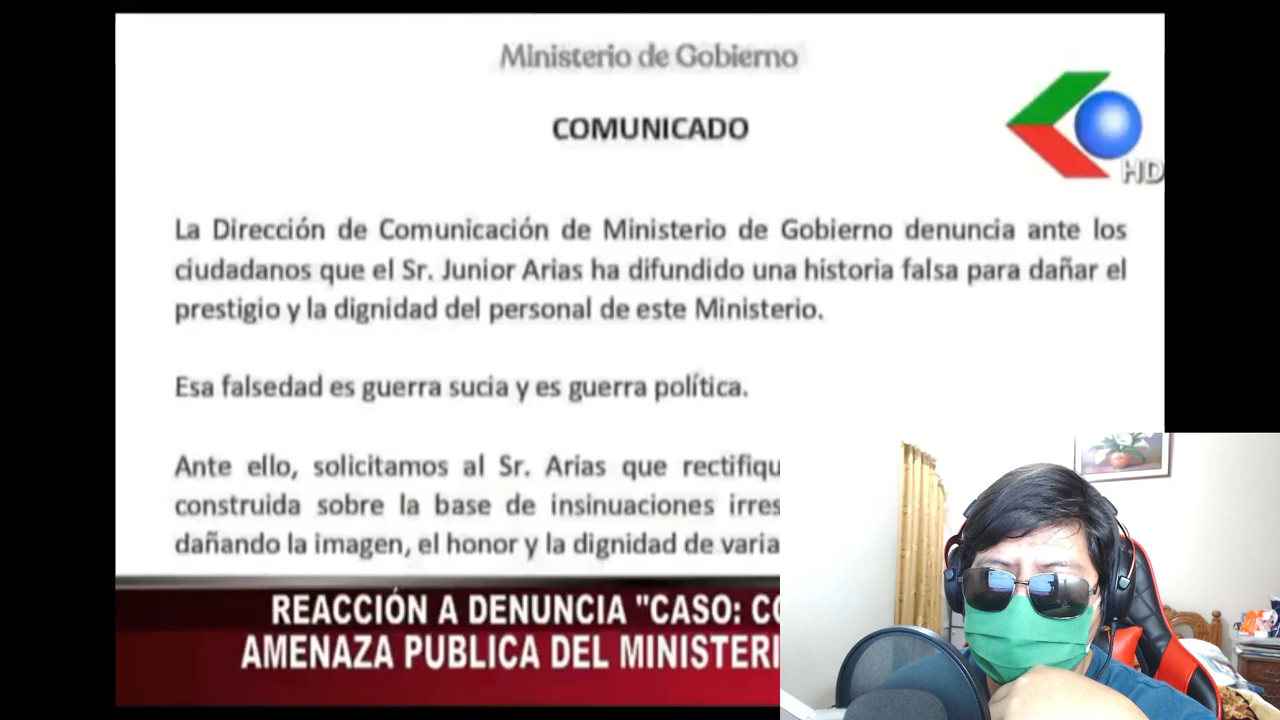 Ministerio de Gobierno
COMUNICADO
HD
La Dirección de Comunicación de Ministerio de Gobierno denuncia ante los
ciudadanos que el Sr. Junior Arias ha difundido una historia falsa para dañar el
prestigio y la dignidad del personal de este Ministerio.
Esa falsedad es guerra sucia y es guerra política.
Ante ello, solicitamos al Sr. Arias que
construida sobre la base de insinuaciones
dañando la imagen, el honor y la dignidad de
REACCIÓN A DENUNCIA "CASO:
AMENAZA PUBLICA DEL